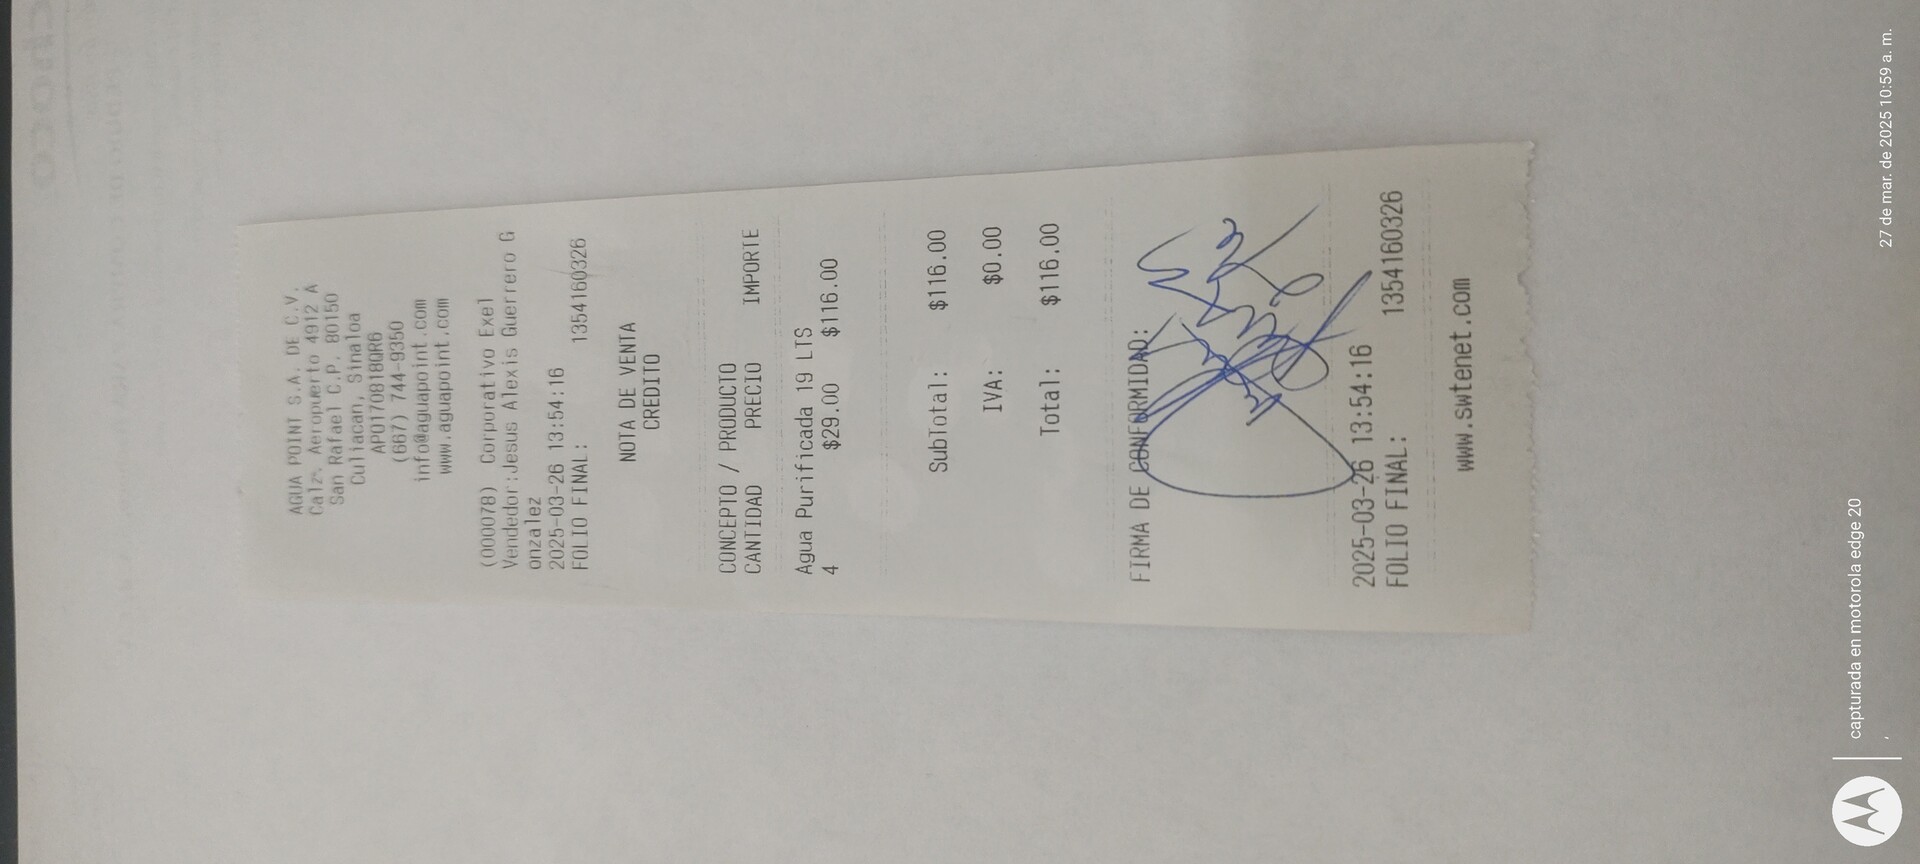 AGUA POINT S.A. DE C.V.
Calz. Aeropuerto 4912 A
San Rafael C.P. 80150
Culiacan, Sinaloa
APO170818QR6
(667) 744-9350
info@aguapoint.com
www.aguapoint.com
(000078) Corporativo Exel
Vendedor:Jesus Alexis Guerrero G
onzalez
2025-03-26 13:54:16
FOLIO FINAL: 1354160326
NOTA DE VENTA
CREDITO
CONCEPTO / PRODUCTO
CANTIDAD PRECIO IMPORTE
Agua Purificada 19 LTS
4 $29.00 $116.00
SubTotal: $116.00
IVA: $0.00
Total: $116.00
FIRMA DE CONFORMIDAD:
2025-03-26 13:54:16
FOLIO FINAL: 1354160326
www.swtenet.com
capturada en motorola edge 20
, 27 de mar. de 2025 10:59 a. m.